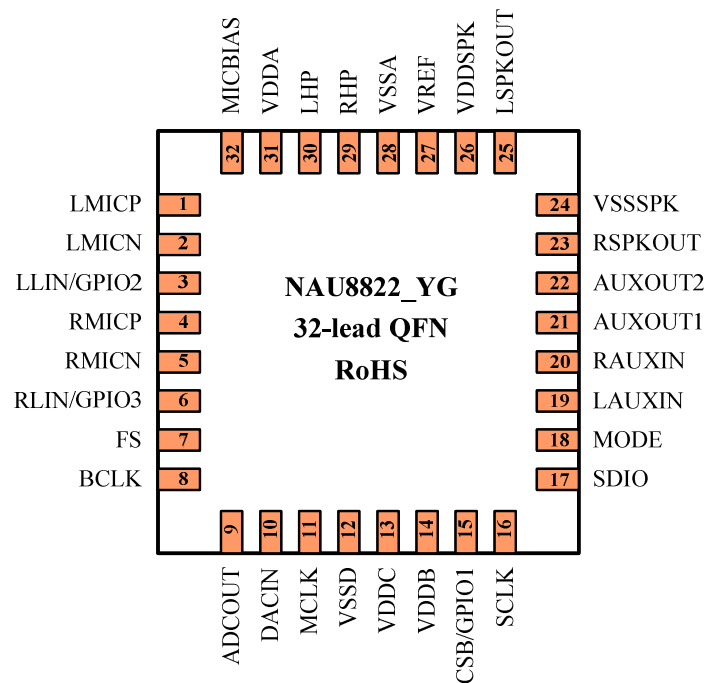 MICBIAS
VDDA
LHP
RHP
VSSA
VREF
VDDSPK
LSPKOUT
32
31
30
29
28
27
26
25
LMICP 1
LMICN 2
LLIN/GPIO2 3
RMICP 4
RMICN 5
RLIN/GPIO3 6
FS 7
BCLK 8
NAU8822_YG
32-lead QFN
RoHS
24 VSSSPK
23 RSPKOUT
22 AUXOUT2
21 AUXOUT1
20 RAUXIN
19 LAUXIN
18 MODE
17 SDIO
9
10
11
12
13
14
15
16
ADCOUT
DACIN
MCLK
VSSD
VDDC
VDDB
CSB/GPIO1
SCLK